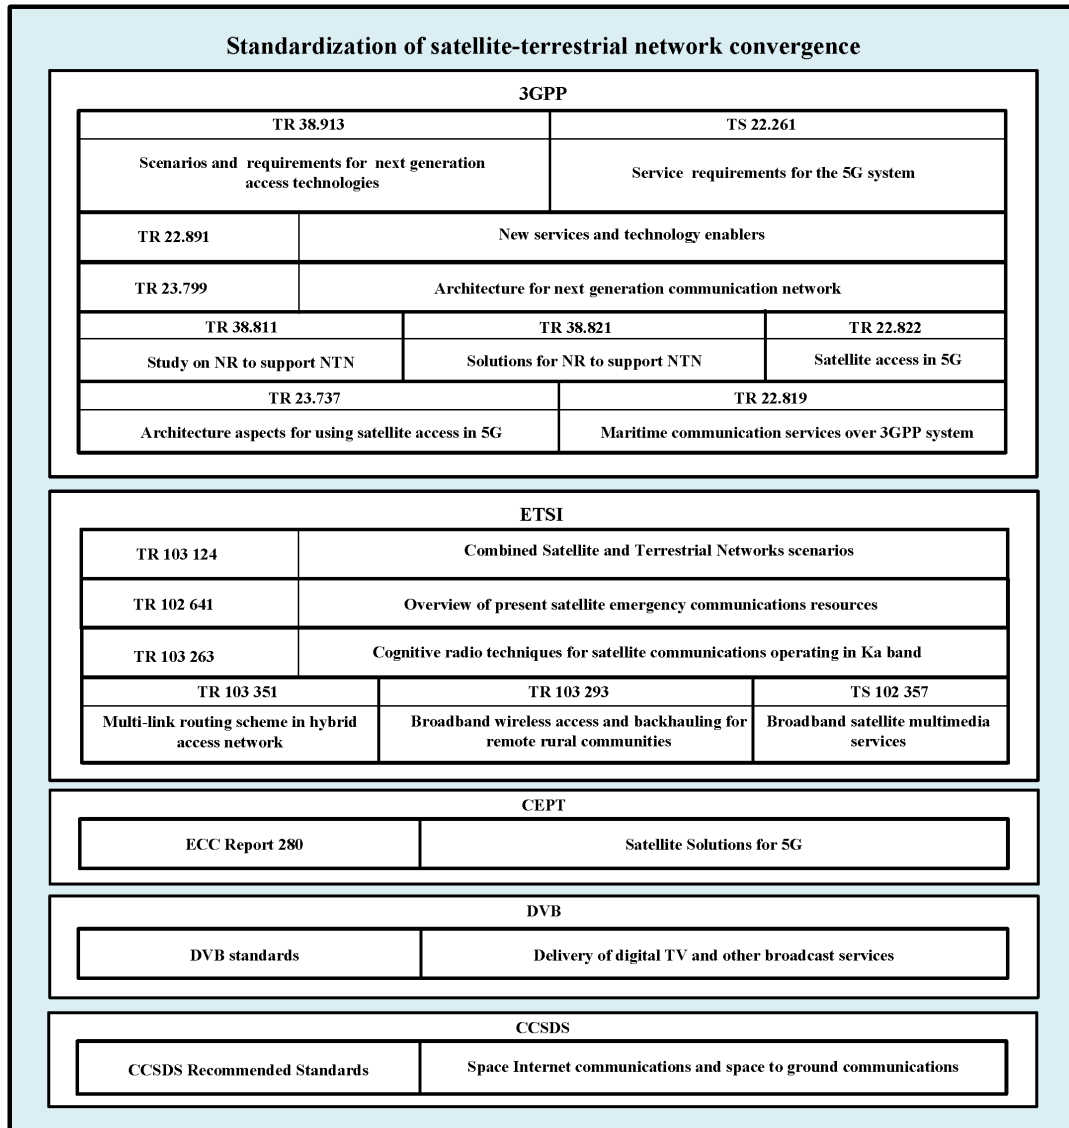 Standardization of satellite-terrestrial network convergence
3GPP
TR 38.913
TS 22.261
Scenarios and requirements for next generation
access technologies
Service requirements for the 5G system
TR 22.891
New services and technology enablers
TR 23.799
Architecture for next generation communication network
TR 38.811
TR 38.821
TR 22.822
Study on NR to support NTN
Solutions for NR to support NTN
Satellite access in 5G
TR 23.737
TR 22.819
Architecture aspects for using satellite access in 5G
Maritime communication services over 3GPP system
ETSI
TR 103 124
Combined Satellite and Terrestrial Networks scenarios
TR 102 641
Overview of present satellite emergency communications resources
TR 103 263
Cognitive radio techniques for satellite communications operating in Ka band
TR 103 351
TR 103 293
TS 102 357
Multi-link routing scheme in hybrid
access network
Broadband wireless access and backhauling for
remote rural communities
Broadband satellite multimedia
services
CEPT
ECC Report 280
Satellite Solutions for 5G
DVB
DVB standards
Delivery of digital TV and other broadcast services
CCSDS
CCSDS Recommended Standards
Space Internet communications and space to ground communications